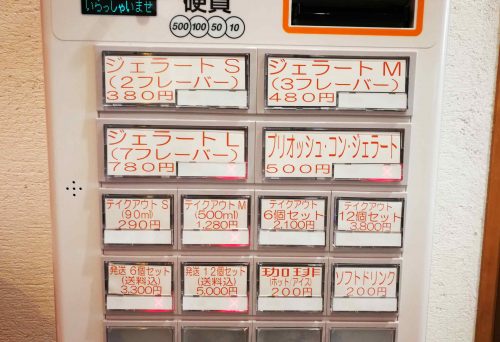 いらっしゃいませ
硬貨
500 100 50 10
ジェラートS
(2フレーバー)
380円
ジェラートM
(3フレーバー)
480円
ジェラートL
(7フレーバー)
780円
ブリオッシュ・コン・ジェラート
500円
テイクアウトS
(90ml)
290円
テイクアウトM
(500ml)
1,280円
テイクアウト
6個セット
2,100円
テイクアウト
12個セット
3,800円
発送 6個セット
(送料込)
3,300円
発送 12個セット
(送料込)
5,000円
珈琲
(ホット/アイス)
200円
ソフトドリンク
200円